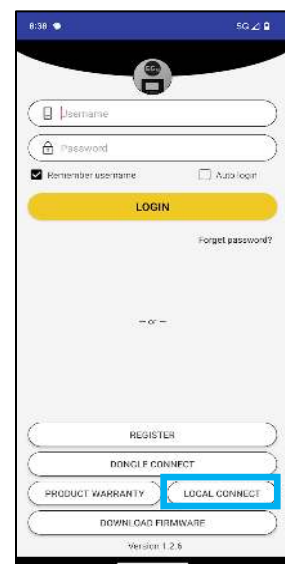 8:38 5G
Username
Password
Remember username Auto login
LOGIN
Forget password?
— or —
REGISTER
DONGLE CONNECT
PRODUCT WARRANTY LOCAL CONNECT
DOWNLOAD FIRMWARE
Version 1.2.6